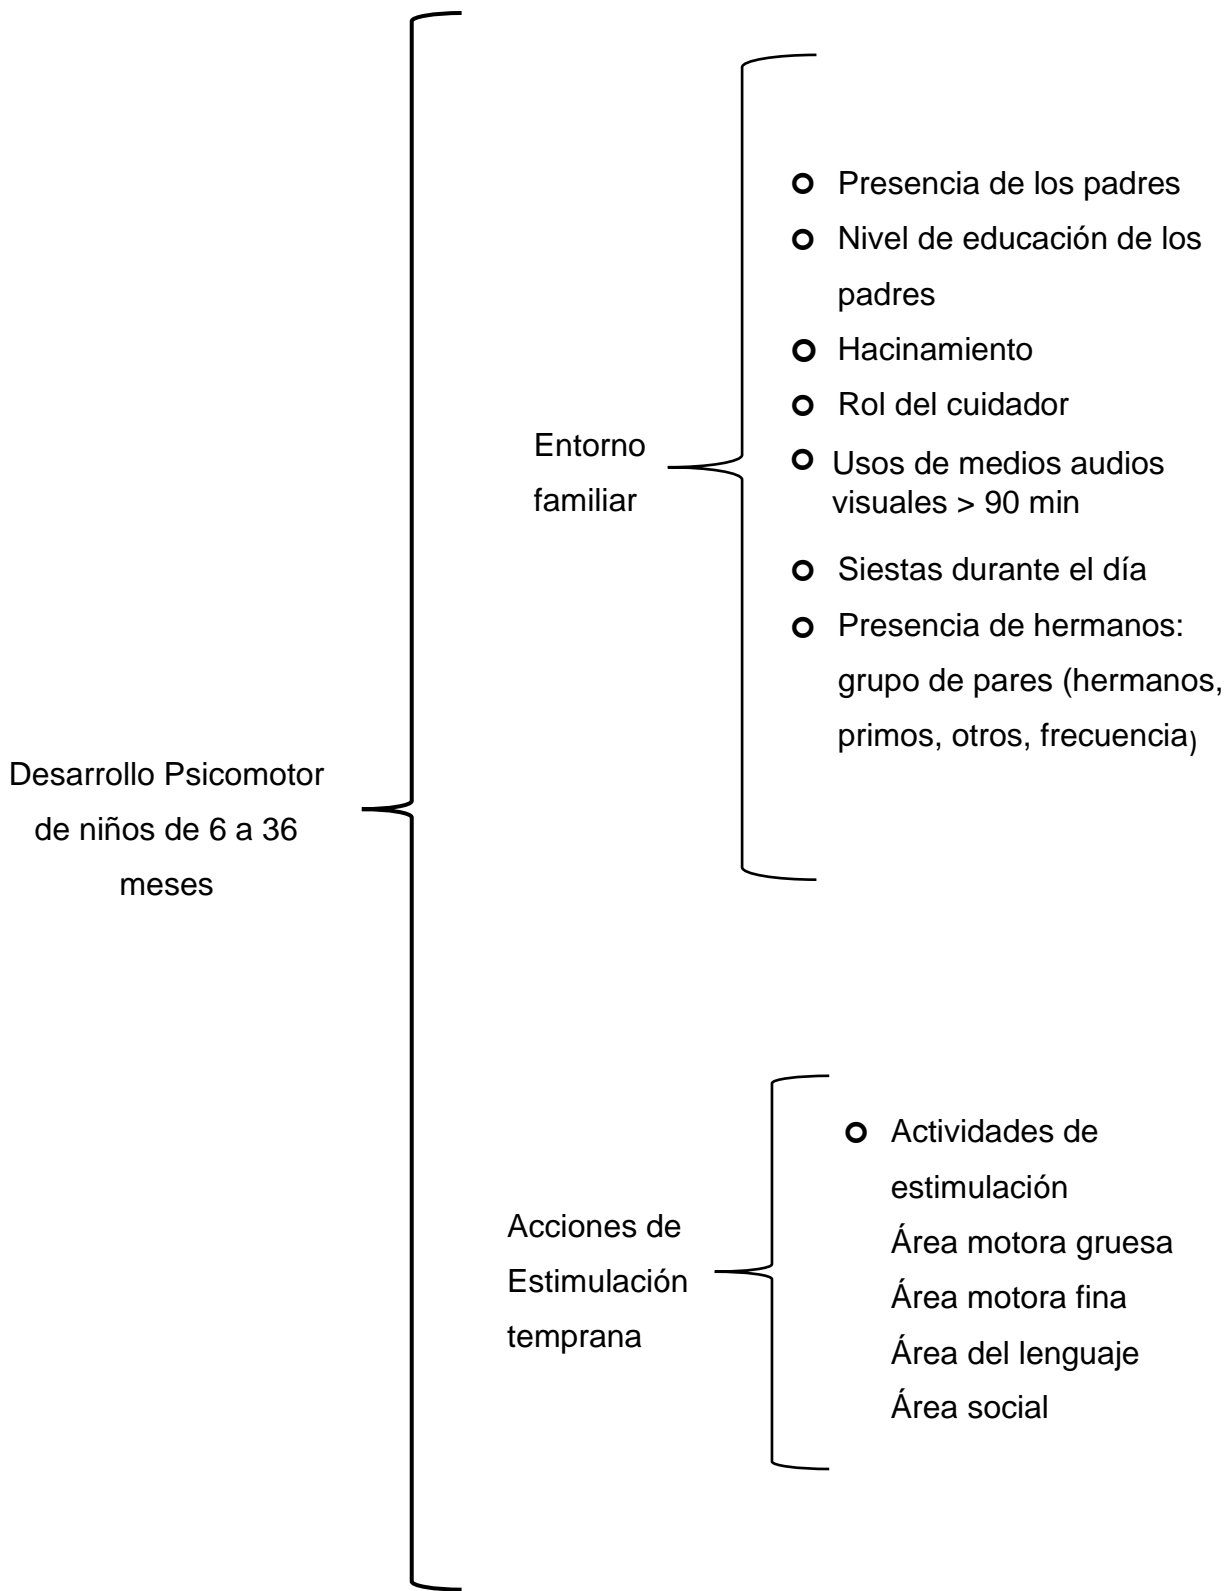 Presencia de los padres
Nivel de educación de los
padres
Hacinamiento
Rol del cuidador
Entorno
familiar
Usos de medios audios
visuales > 90 min
Siestas durante el día
Presencia de hermanos:
grupo de pares (hermanos,
primos, otros, frecuencia)
Desarrollo Psicomotor
de niños de 6 a 36
meses
Acciones de
Estimulación
temprana
Actividades de
estimulación
Área motora gruesa
Área motora fina
Área del lenguaje
Área social